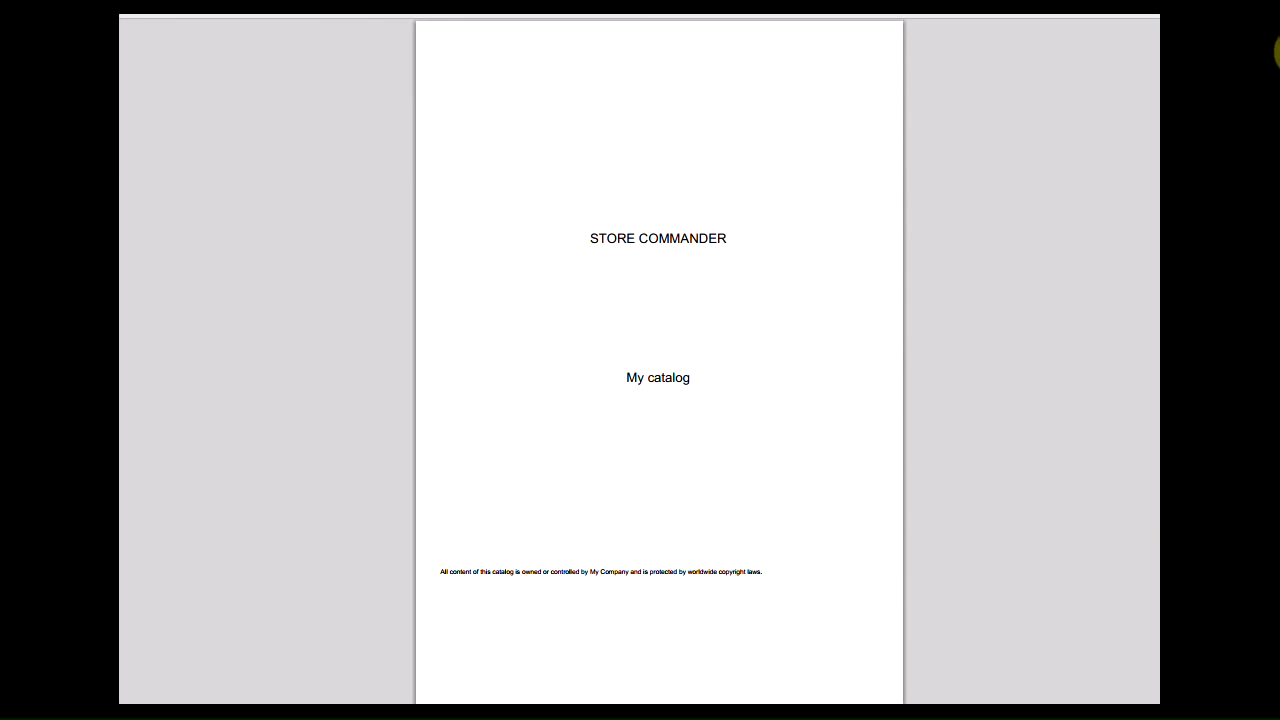 STORE COMMANDER
My catalog
All content of this catalog is owned or controlled by My Company and is protected by worldwide copyright laws.